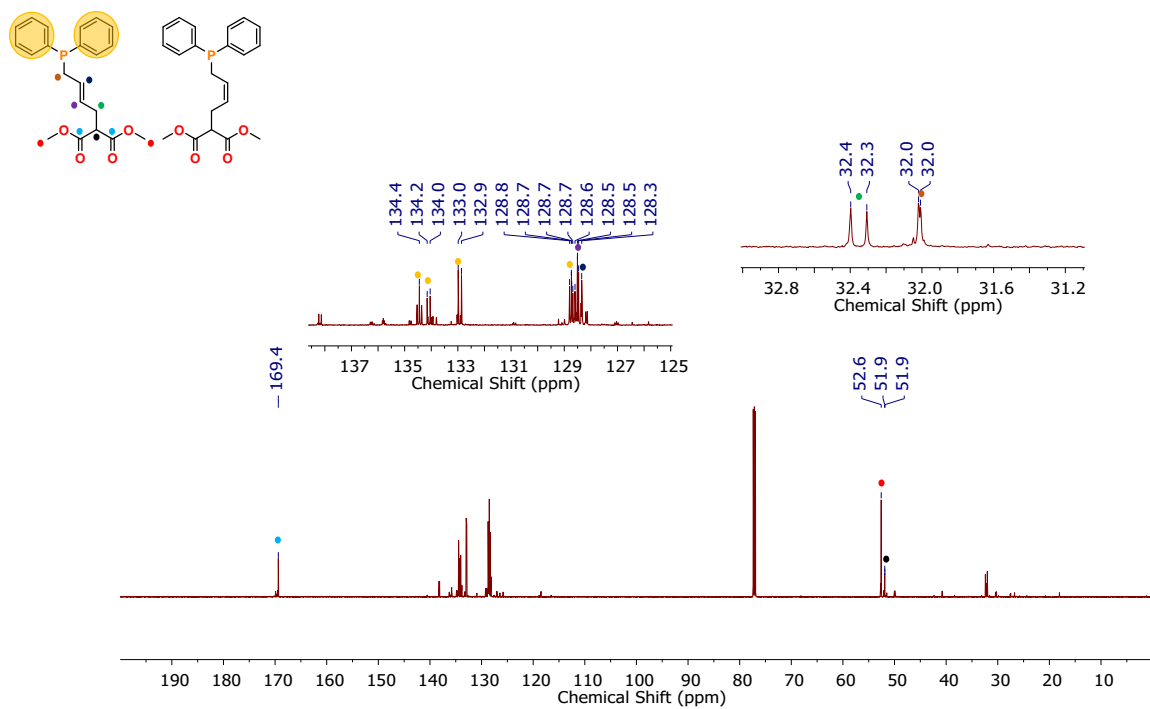 P P
O O O O
O O O O
134.4 134.2 134.0 133.0 132.9 128.8 128.7 128.7 128.7 128.6 128.5 128.5 128.3
32.4 32.3 32.0 32.0
32.8 32.4 32.0 31.6 31.2
Chemical Shift (ppm)
137 135 133 131 129 127 125
Chemical Shift (ppm)
169.4
52.6 51.9 51.9
190 180 170 160 150 140 130 120 110 100 90 80 70 60 50 40 30 20 10
Chemical Shift (ppm)